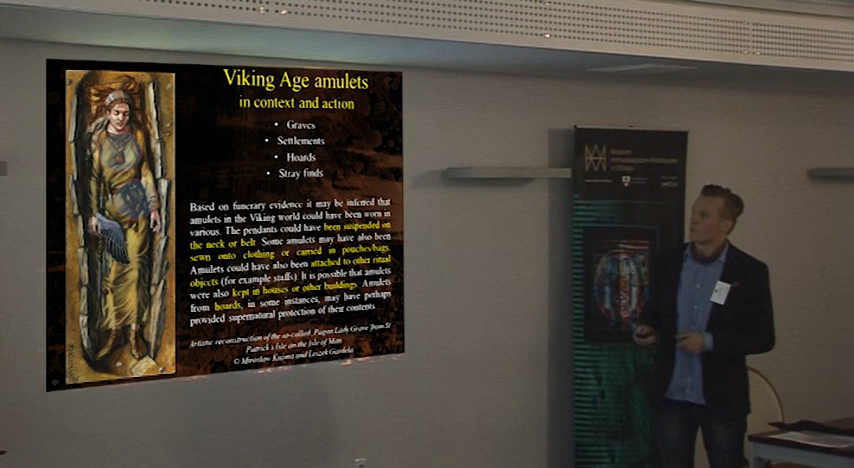 Viking Age amulets
in context and action
• Graves
• Settlements
• Hoards
• Stray finds
Based on funerary evidence it may be inferred that
amulets in the Viking world could have been worn in
various. The pendants could have been suspended on
the neck or belt. Some amulets may have also been
sewn onto clothing or carried in pouches/bags.
Amulets could have also been attached to other ritual
objects (for example staffs). It is possible that amulets
were also kept in houses or other buildings. Amulets
from hoards, in some instances, may have perhaps
provided supernatural protection of their contents.
Artistic reconstruction of the so-called 'Pagan Lady Grave' from St
Patrick's Isle on the Isle of Man
© Mirosław Kuźma and Leszek Gardeła